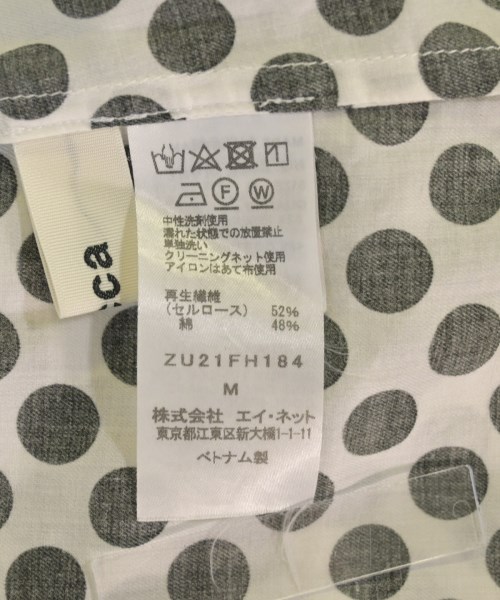 中性洗剤使用
濡れた状態での放置禁止
単独洗い
クリーニングネット使用
アイロンはあて布使用
再生繊維
(セルロース) 52%
綿 48%
ZU21FH184
M
株式会社 エイ・ネット
東京都江東区新大橋1-1-11
ベトナム製
F
W
sca